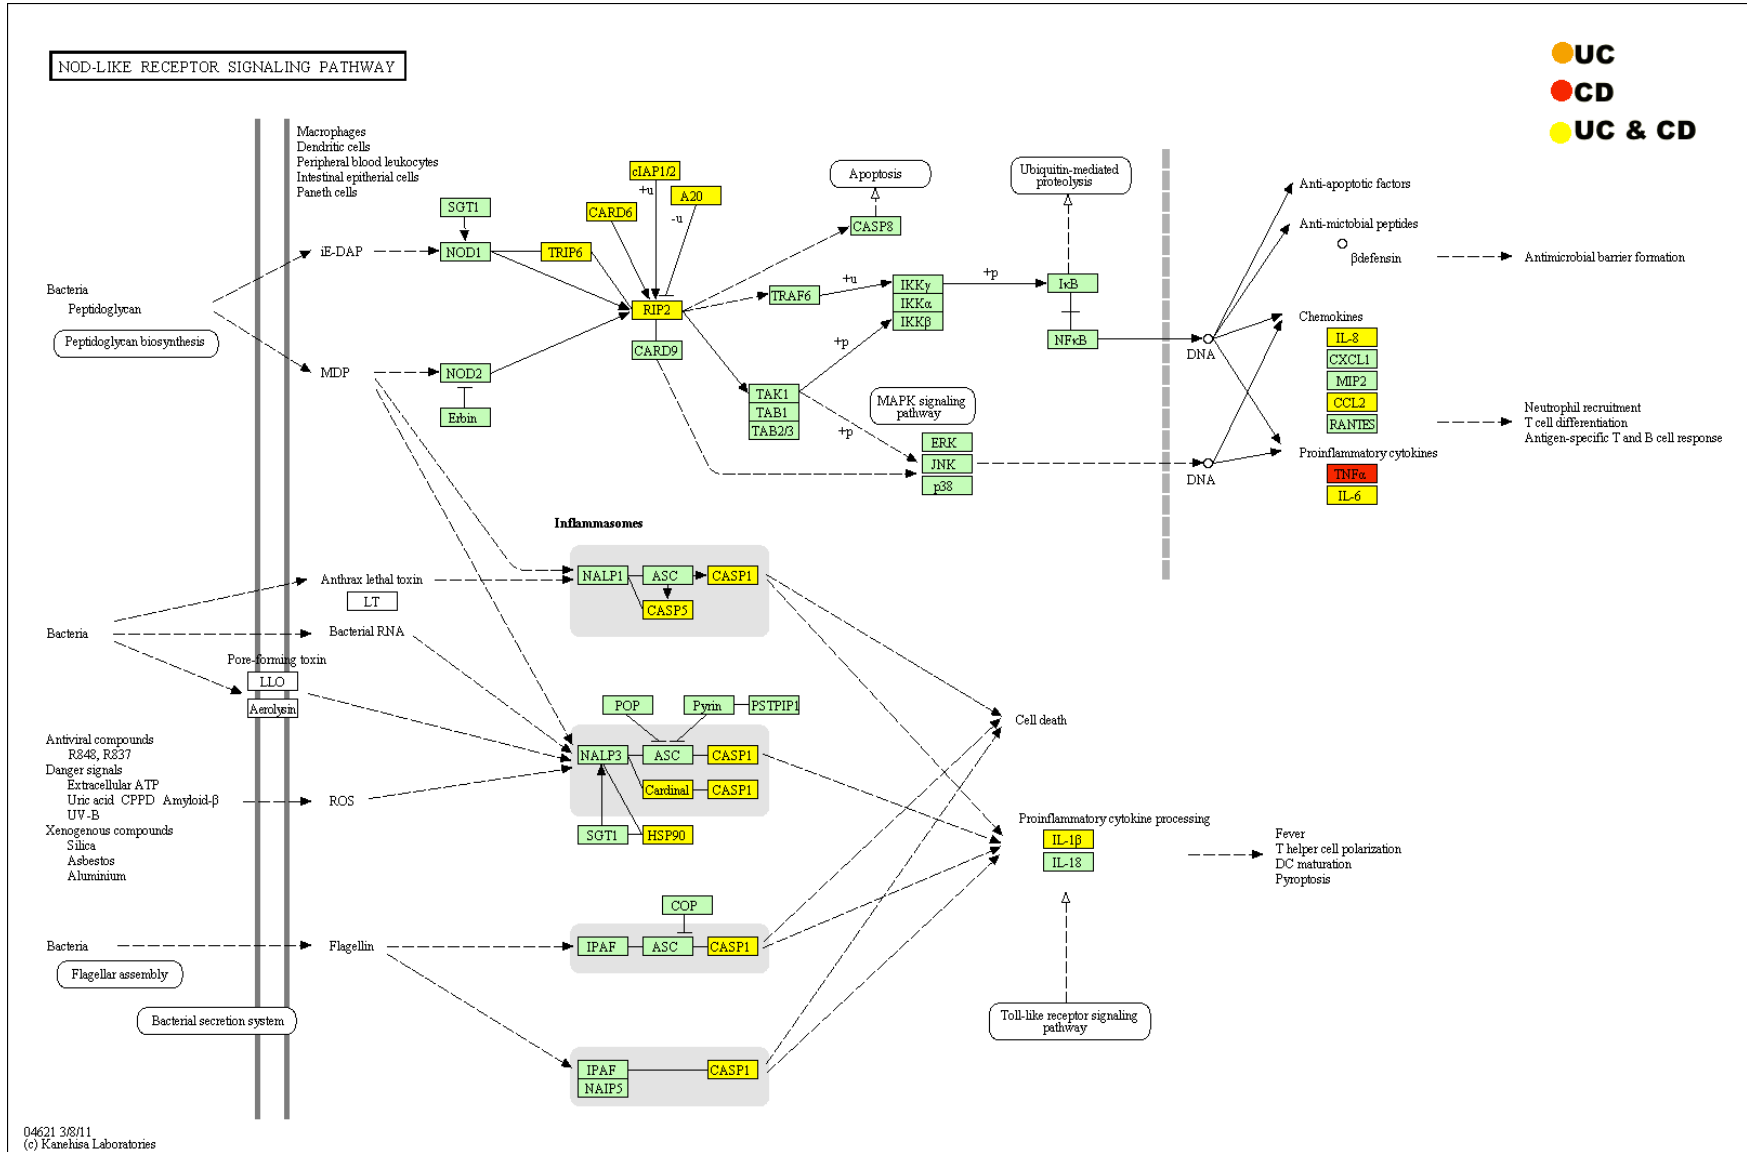 NOD-LIKE RECEPTOR SIGNALING PATHWAY
UC
CD
UC & CD
Macrophages
Dendritic cells
Peripheral blood leukocytes
Intestinal epitherial cells
Paneth cells
cIAP1/2
A20
+u
-u
CARD6
SGT1
NOD1
TRIP6
iE-DAP
Apoptosis
CASP8
Ubiquitin-mediated
proteolysis
Anti-apoptotic factors
Anti-mictobial peptides
βdefensin
Antimicrobial barrier formation
Bacteria
Peptidoglycan
Peptidoglycan biosynthesis
RIP2
CARD9
TRAF6
+u
IKKγ
IKKα
IKKβ
+p
IκB
NFκB
DNA
Chemokines
IL-8
CXCL1
MIP2
CCL2
RANTES
Neutrophil recruitment
T cell differentiation
Antigen-specific T and B cell response
MDP
NOD2
Erbin
+p
TAK1
TAB1
TAB2/3
+p
MAPK signaling
pathway
ERK
JNK
p38
DNA
Proinflammatory cytokines
TNFα
IL-6
Inflammasomes
Anthrax lethal toxin
LT
NALP1
ASC
CASP1
CASP5
Bacteria
Bacterial RNA
Pore-forming toxin
LLO
Aerolysin
POP
Pyrin
PSTPIP1
NALP3
ASC
CASP1
Cardinal
CASP1
SGT1
HSP90
Cell death
Antiviral compounds
R848, R837
Danger signals
Extracellular ATP
Uric acid CPPD Amyloid-β
UV-B
Xenogenous compounds
Silica
Asbestos
Aluminium
ROS
Proinflammatory cytokine processing
IL-1β
IL-18
Fever
T helper cell polarization
DC maturation
Pyroptosis
COP
Bacteria
Flagellar assembly
Flagellin
IPAF
ASC
CASP1
Bacterial secretion system
Toll-like receptor signaling
pathway
IPAF
NAIP5
CASP1
04621 3/8/11
(c) Kanehisa Laboratories